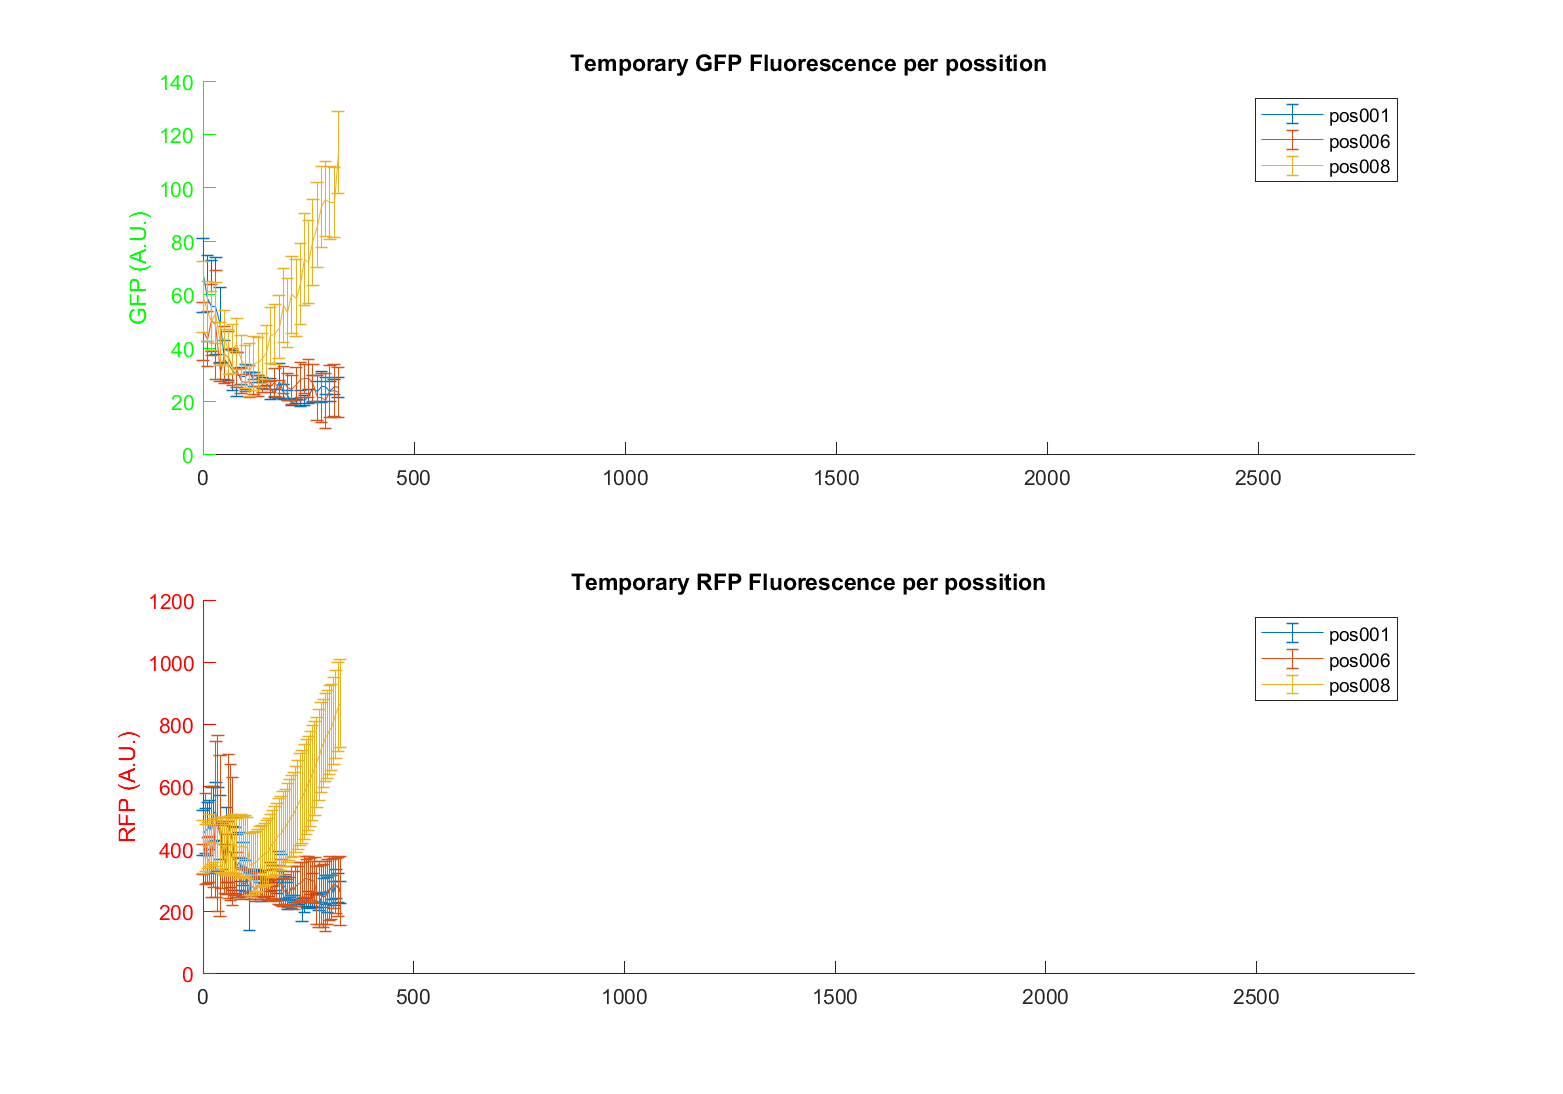 Temporary GFP Fluorescence per possition
140
120
100
80
60
40
20
0
GFP (A.U.)
pos001
pos006
pos008
0 500 1000 1500 2000 2500
Temporary RFP Fluorescence per possition
1200
1000
800
600
400
200
0
RFP (A.U.)
pos001
pos006
pos008
0 500 1000 1500 2000 2500